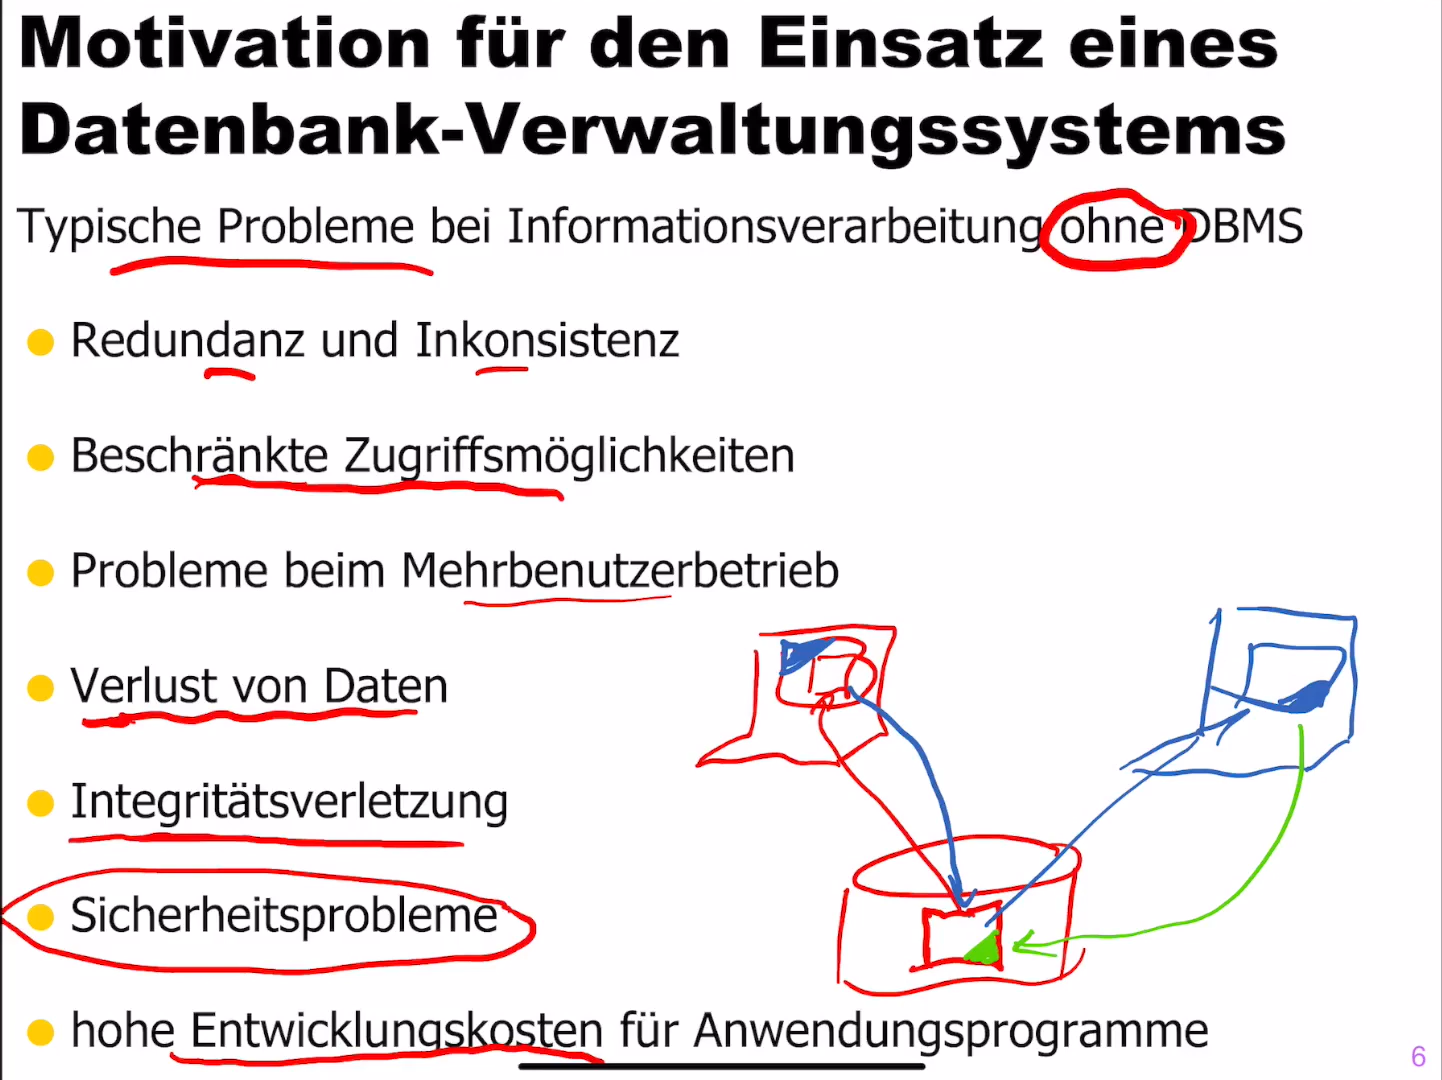 Motivation für den Einsatz eines
Datenbank-Verwaltungssystems
Typische Probleme bei Informationsverarbeitung ohne DBMS
Redundanz und Inkonsistenz
Beschränkte Zugriffsmöglichkeiten
Probleme beim Mehrbenutzerbetrieb
Verlust von Daten
Integritätsverletzung
Sicherheitsprobleme
hohe Entwicklungskosten für Anwendungsprogramme
6